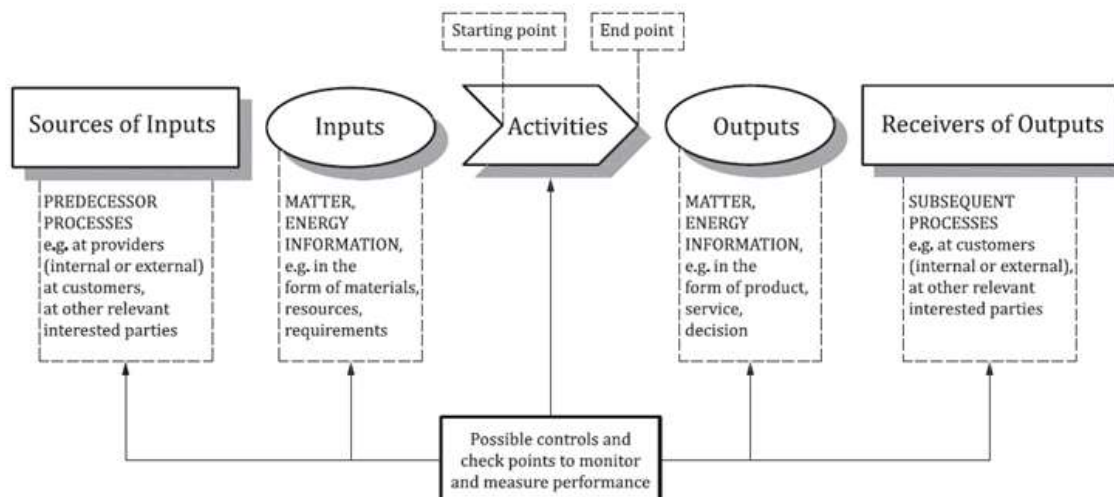 Starting point
End point
Sources of Inputs
Inputs
Activities
Outputs
Receivers of Outputs
PREDECESSOR
PROCESSES
e.g. at providers
(internal or external)
at customers,
at other relevant
interested parties
MATTER,
ENERGY
INFORMATION,
e.g. in the
form of materials,
resources,
requirements
MATTER,
ENERGY
INFORMATION,
e.g. in the
form of product,
service,
decision
SUBSEQUENT
PROCESSES
e.g. at customers
(internal or external),
at other relevant
interested parties
Possible controls and
check points to monitor
and measure performance